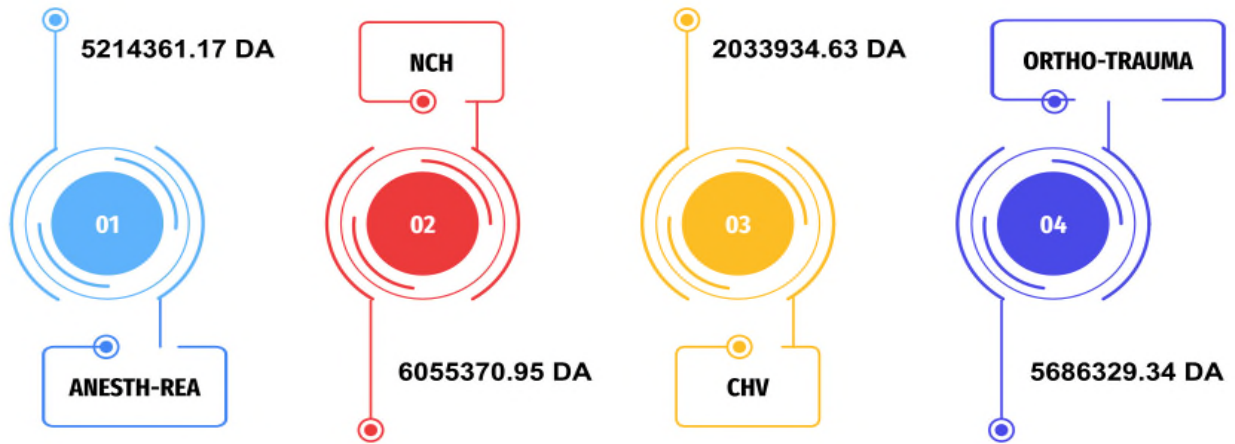 5214361.17 DA
01
ANESTH-REA
NCH
02
6055370.95 DA
2033934.63 DA
03
CHV
ORTHO-TRAUMA
04
5686329.34 DA